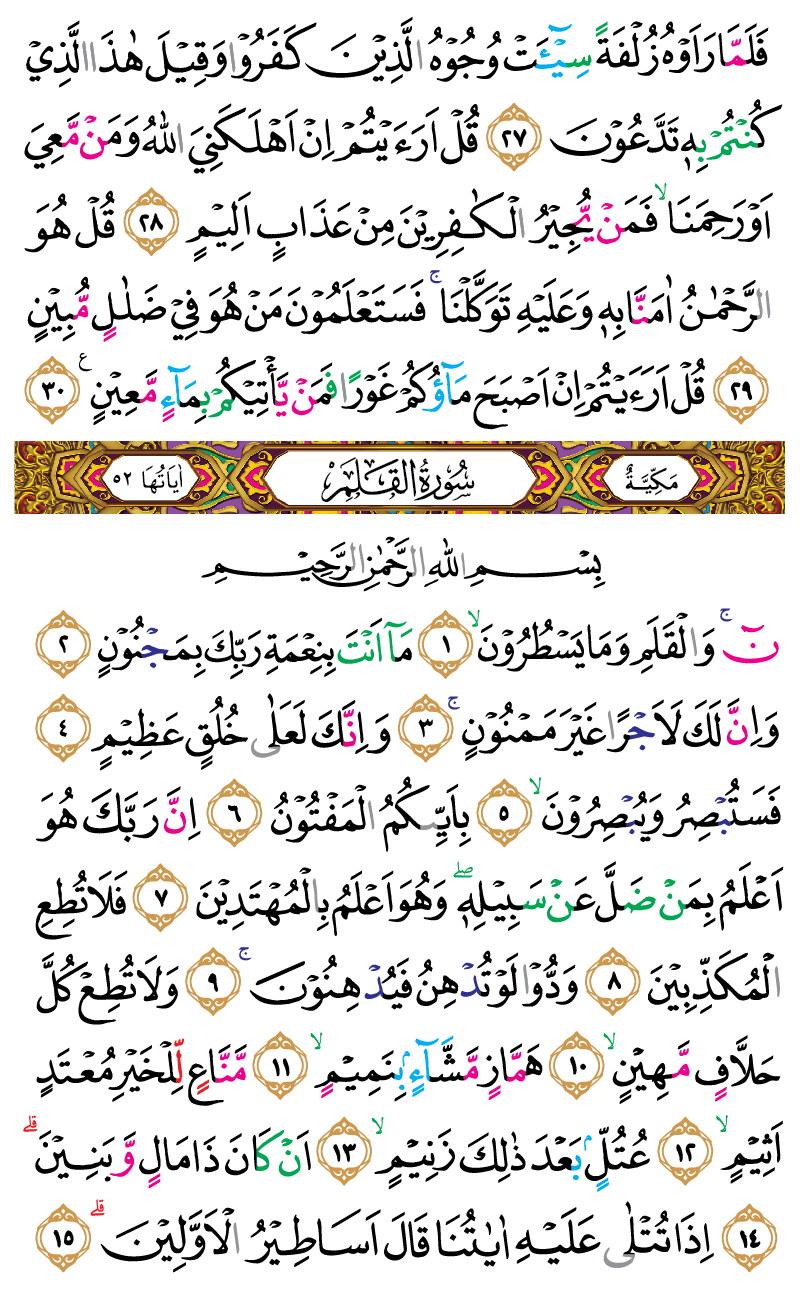 فَلَمَّا رَاَوْهُ زُلْفَةً سِيْٓـَٔتْ وُجُوْهُ الَّذِيْنَ كَفَرُوْا وَقِيْلَ هٰذَا الَّذِيْ
كُنْتُمْ بِهٖ تَدَّعُوْنَ ٢٧ قُلْ اَرَءَيْتُمْ اِنْ اَهْلَكَنِيَ اللّٰهُ وَمَنْ مَّعِيَ
اَوْ رَحِمَنَاۙ فَمَنْ يُّجِيْرُ الْكٰفِرِيْنَ مِنْ عَذَابٍ اَلِيْمٍ ٢٨ قُلْ هُوَ
الرَّحْمٰنُ اٰمَنَّا بِهٖ وَعَلَيْهِ تَوَكَّلْنَاۚ فَسَتَعْلَمُوْنَ مَنْ هُوَ فِيْ ضَلٰلٍ مُّبِيْنٍ
٢٩ قُلْ اَرَءَيْتُمْ اِنْ اَصْبَحَ مَآؤُكُمْ غَوْرًا فَمَنْ يَّأْتِيْكُمْ بِمَآءٍ مَّعِيْنٍ ࣖ ٣٠
مَكِّيَّةٌ سُورَةُ الْقَلَمِ اٰيَاتُهَا ٥٢
بِسْمِ اللّٰهِ الرَّحْمٰنِ الرَّحِيْمِ
نٓۚ وَالْقَلَمِ وَمَا يَسْطُرُوْنَۙ ١ مَآ اَنْتَ بِنِعْمَةِ رَبِّكَ بِمَجْنُوْنٍ ٢
وَاِنَّ لَكَ لَاَجْرًا غَيْرَ مَمْنُوْنٍۚ ٣ وَاِنَّكَ لَعَلٰى خُلُقٍ عَظِيْمٍ ٤
فَسَتُبْصِرُ وَيُبْصِرُوْنَۙ ٥ بِاَيِّىكُمُ الْمَفْتُوْنُ ٦ اِنَّ رَبَّكَ هُوَ
اَعْلَمُ بِمَنْ ضَلَّ عَنْ سَبِيْلِهٖۖ وَهُوَ اَعْلَمُ بِالْمُهْتَدِيْنَ ٧ فَلَا تُطِعِ
الْمُكَذِّبِيْنَ ٨ وَدُّوْا لَوْ تُدْهِنُ فَيُدْهِنُوْنَۚ ٩ وَلَا تُطِعْ كُلَّ
حَلَّافٍ مَّهِيْنٍۙ ١٠ هَمَّازٍ مَّشَّآءٍۢ بِنَمِيْمٍۙ ١١ مَّنَّاعٍ لِّلْخَيْرِ مُعْتَدٍ
اَثِيْمٍۙ ١٢ عُتُلٍّۢ بَعْدَ ذٰلِكَ زَنِيْمٍۙ ١٣ اَنْ كَانَ ذَا مَالٍ وَّبَنِيْنَۗ
١٤ اِذَا تُتْلٰى عَلَيْهِ اٰيٰتُنَا قَالَ اَسَاطِيْرُ الْاَوَّلِيْنَۗ ١٥